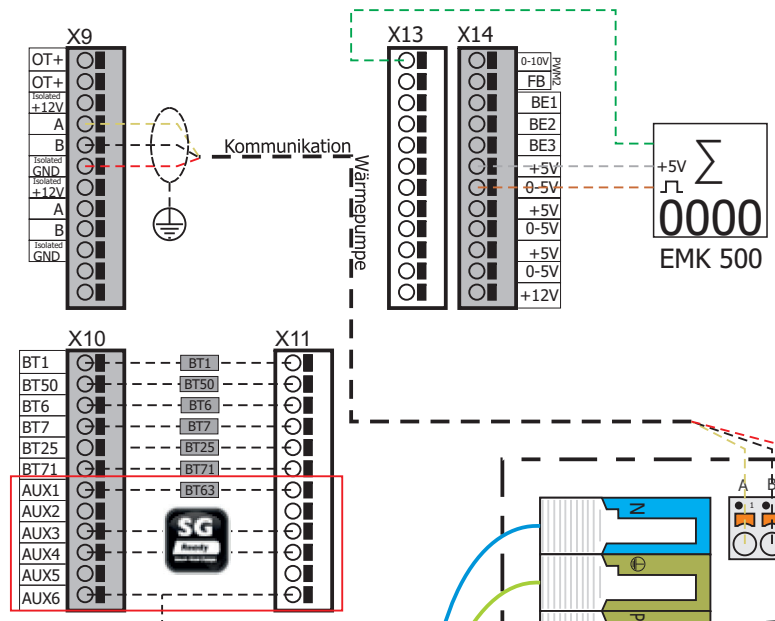 X9
OT+
OT+
Isolated
+12V
A
B
Isolated
GND
Isolated
+12V
A
B
Isolated
GND
Kommunikation
Wärmepumpe
X13
X14
0-10V
FB
PWM2
BE1
BE2
BE3
+5V
0-5V
+5V
0-5V
+5V
0-5V
+12V
+5V
Σ
0000
EMK 500
X10
X11
BT1
BT50
BT6
BT7
BT25
BT71
AUX1
AUX2
AUX3
AUX4
AUX5
AUX6
BT1
BT50
BT6
BT7
BT25
BT71
BT63
SG
Ready
N
P
A
B
1